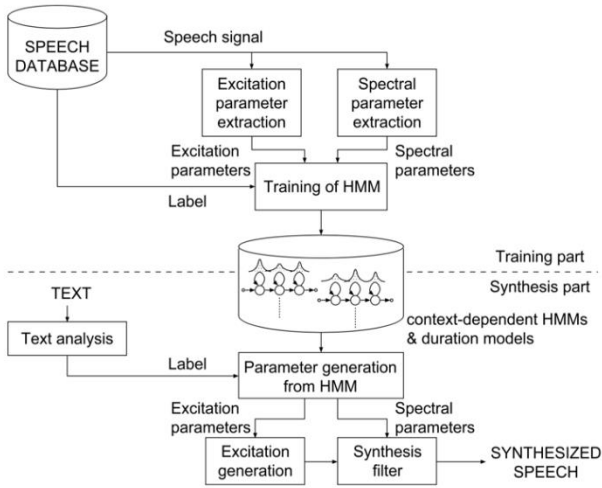 SPEECH
DATABASE
Speech signal
Excitation
parameter
extraction
Spectral
parameter
extraction
Excitation
parameters
Spectral
parameters
Training of HMM
Label
Training part
Synthesis part
TEXT
context-dependent HMMs
& duration models
Text analysis
Label
Parameter generation
from HMM
Excitation
parameters
Spectral
parameters
Excitation
generation
Synthesis
filter
SYNTHESIZED
SPEECH